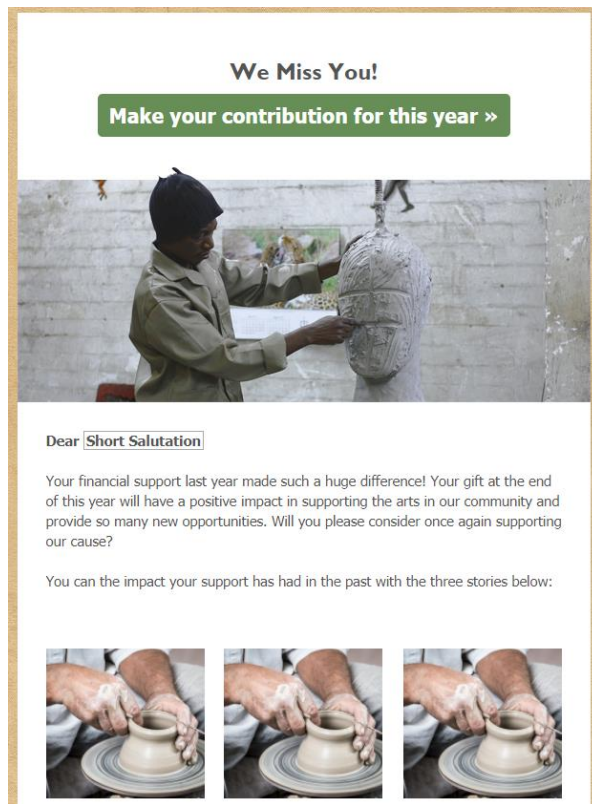 We Miss You!
Make your contribution for this year »
Dear Short Salutation
Your financial support last year made such a huge difference! Your gift at the end
of this year will have a positive impact in supporting the arts in our community and
provide so many new opportunities. Will you please consider once again supporting
our cause?
You can the impact your support has had in the past with the three stories below: